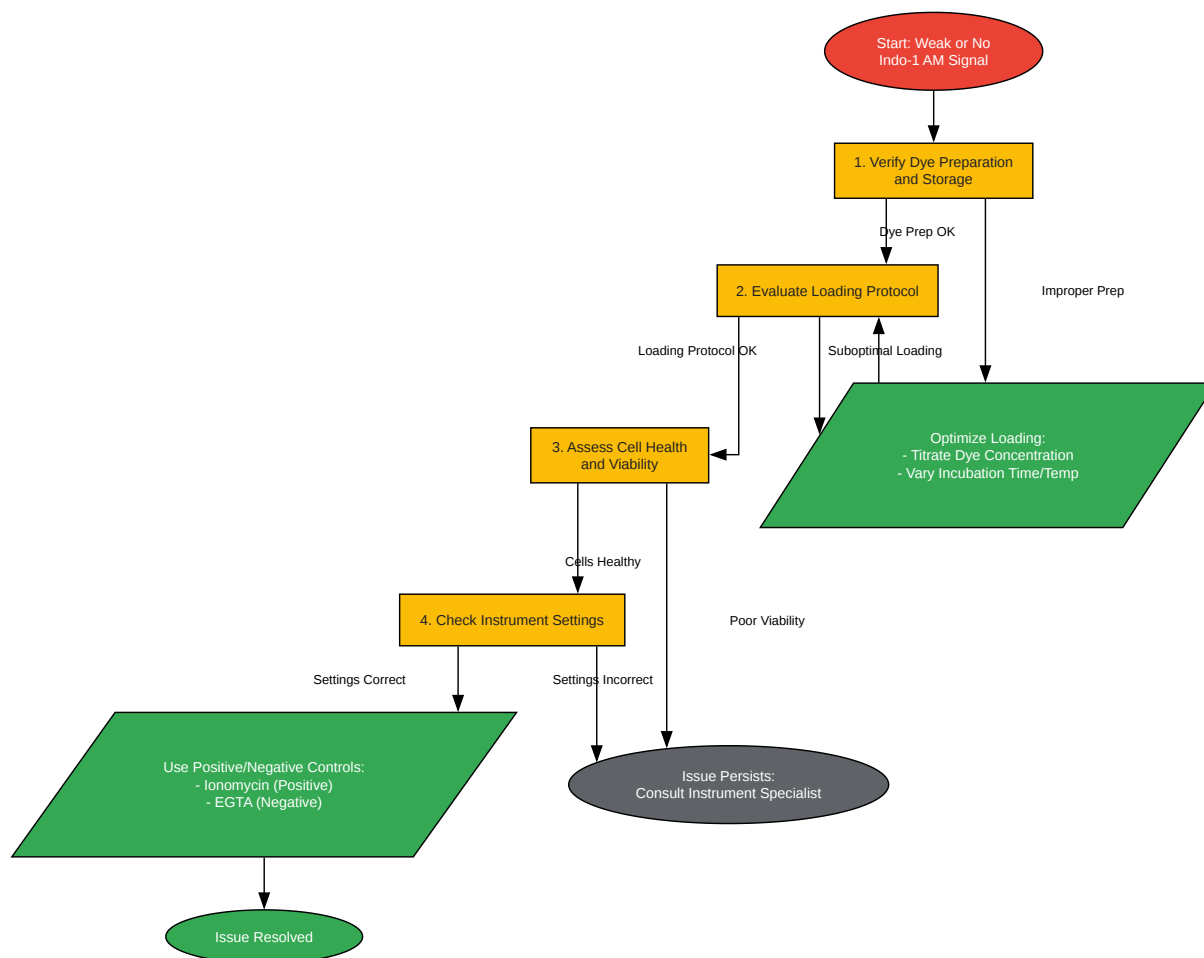 Start: Weak or No
Indo-1 AM Signal
1. Verify Dye Preparation
and Storage
Dye Prep OK
2. Evaluate Loading Protocol
Improper Prep
Loading Protocol OK
Suboptimal Loading
Optimize Loading:
- Titrate Dye Concentration
- Vary Incubation Time/Temp
3. Assess Cell Health
and Viability
Cells Healthy
4. Check Instrument Settings
Poor Viability
Settings Correct
Settings Incorrect
Use Positive/Negative Controls:
- Ionomycin (Positive)
- EGTA (Negative)
Issue Persists:
Consult Instrument Specialist
Issue Resolved